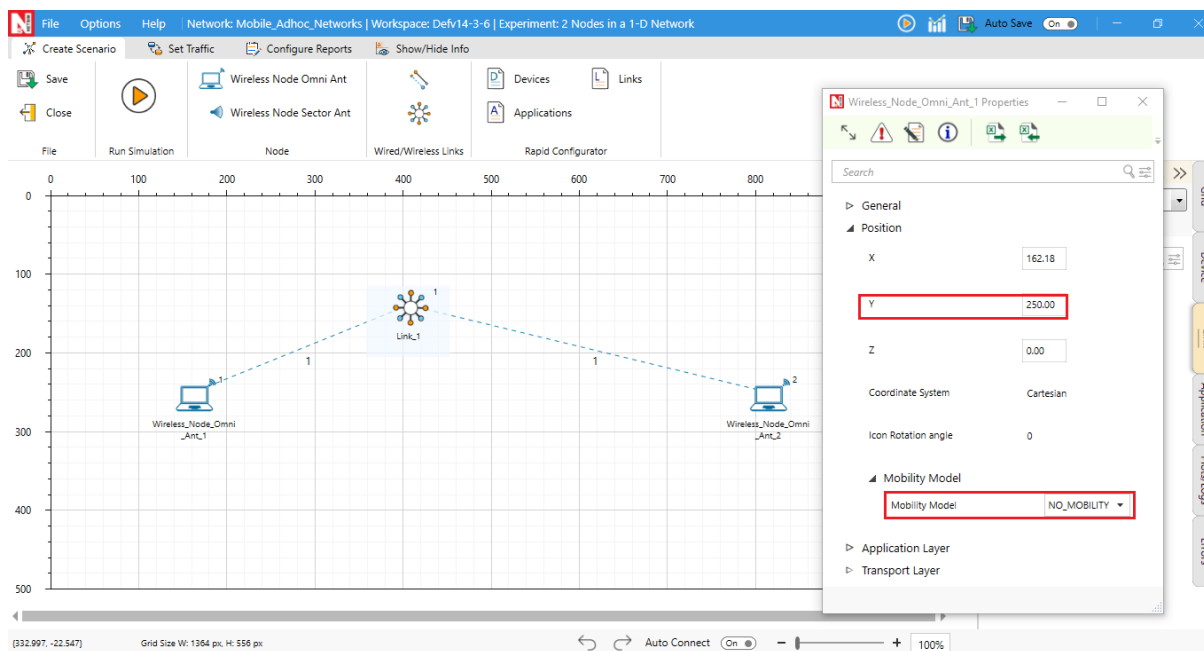 File Options Help Network: Mobile_Adhoc_Networks | Workspace: Defv14-3-6 | Experiment: 2 Nodes in a 1-D Network Auto Save On
Create Scenario Set Traffic Configure Reports Show/Hide Info
Save Wireless Node Omni Ant Devices Links
Close Wireless Node Sector Ant Applications
File Run Simulation Node Wired/Wireless Links Rapid Configurator
0 100 200 300 400 500 600 700 800
0
100
200
300
400
500
1
Link_1
1 1
1
Wireless_Node_Omni
_Ant_1
2
Wireless_Node_Omni
_Ant_2
Wireless_Node_Omni_Ant_1 Properties
Search
General
Position
X 162.18
Y 250.00
Z 0.00
Coordinate System Cartesian
Icon Rotation angle 0
Mobility Model
Mobility Model NO_MOBILITY
Application Layer
Transport Layer
(332.997, -22.547) Grid Size W: 1364 px, H: 556 px Auto Connect On 100%